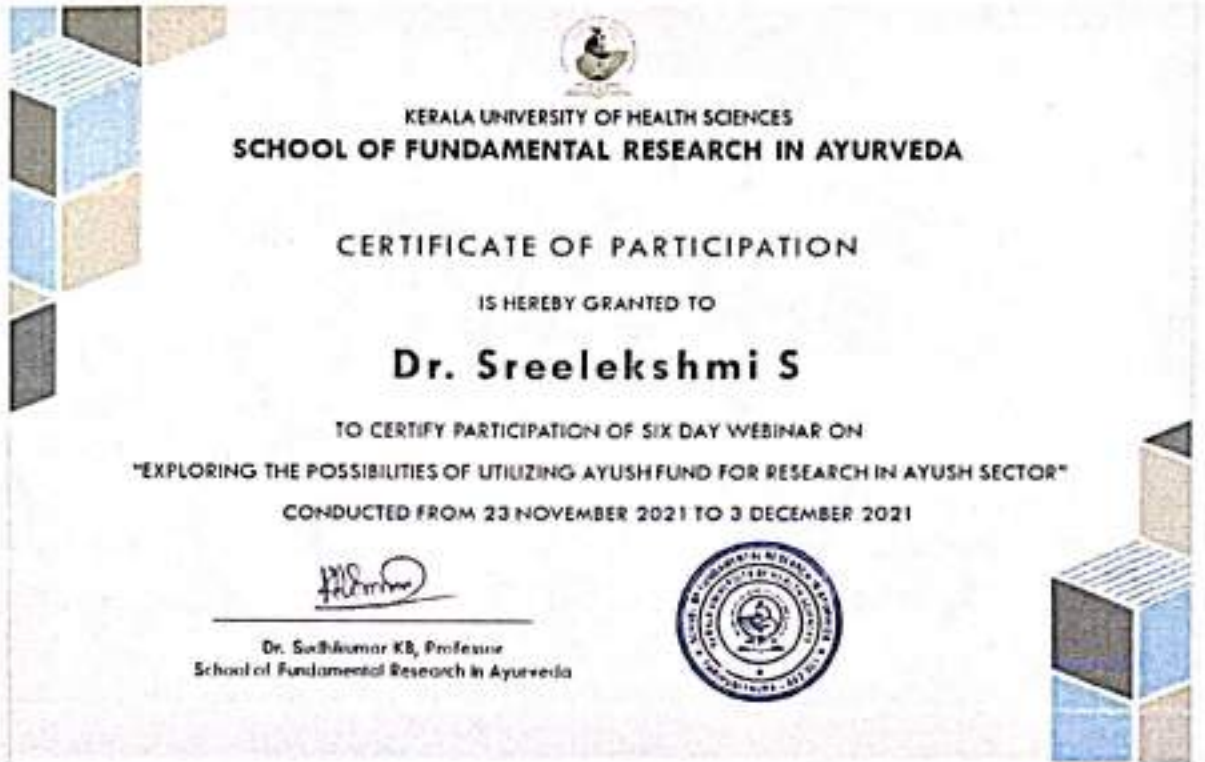 KERALA UNIVERSITY OF HEALTH SCIENCES
SCHOOL OF FUNDAMENTAL RESEARCH IN AYURVEDA
CERTIFICATE OF PARTICIPATION
IS HEREBY GRANTED TO
Dr. Sreelekshmi S
TO CERTIFY PARTICIPATION OF SIX DAY WEBINAR ON
"EXPLORING THE POSSIBILITIES OF UTILIZING AYUSH FUND FOR RESEARCH IN AYUSH SECTOR"
CONDUCTED FROM 23 NOVEMBER 2021 TO 3 DECEMBER 2021
Dr. Sudhikumar KB, Professor
School of Fundamental Research in Ayurveda